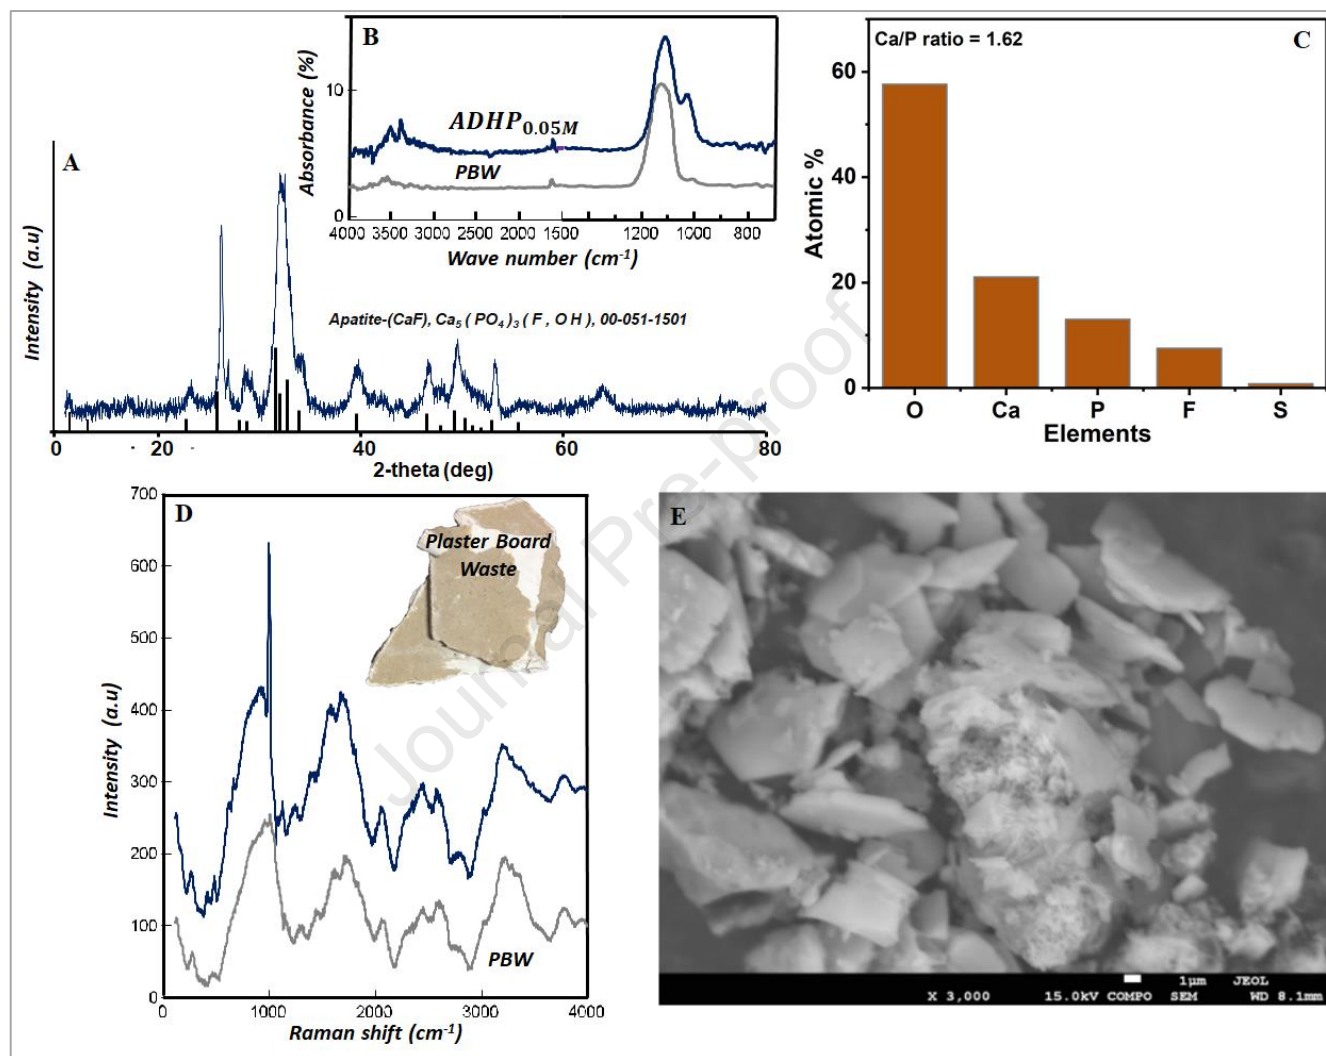 A
Intensity (a.u)
Apatite-(CaF), Ca5 ( PO4 )3 ( F , O H ), 00-051-1501
0 20 40 60 80
2-theta (deg)
B
Absorbance (%)
10
0
ADHP0.05M
PBW
4000 3500 3000 2500 2000 1500 1200 1000 800
Wave number (cm-1)
C
Ca/P ratio = 1.62
Atomic %
60
40
20
0
O Ca P F S
Elements
D
Intensity (a.u)
700
600
500
400
300
200
100
0
Plaster Board
Waste
PBW
0 1000 2000 3000 4000
Raman shift (cm-1)
E
X 3,000 15.0kV COMPO SEM 1µm JEOL WD 8.1mm
Journal Pre-proof